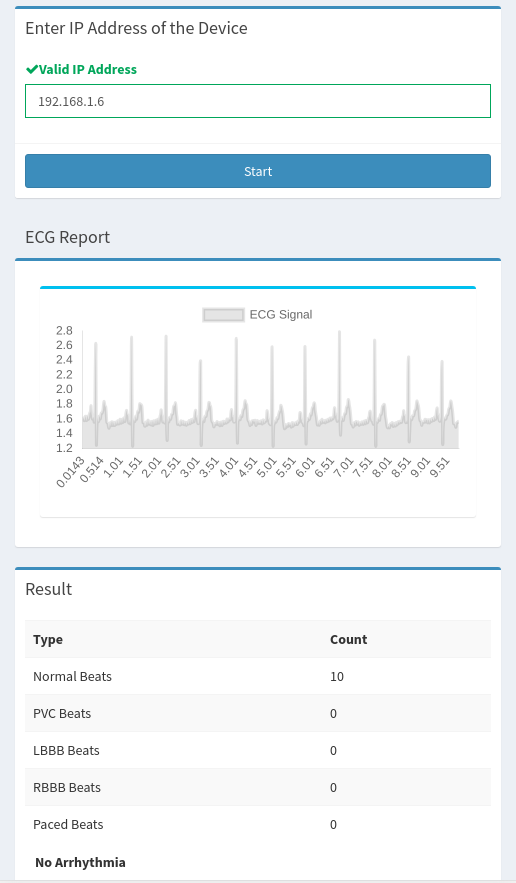 Enter IP Address of the Device
Valid IP Address
192.168.1.6
Start
ECG Report
ECG Signal
2.8
2.6
2.4
2.2
2.0
1.8
1.6
1.4
1.2
0.0143 0.514 1.01 1.51 2.01 2.51 3.01 3.51 4.01 4.51 5.01 5.51 6.01 6.51 7.01 7.51 8.01 8.51 9.01 9.51
Result
Type Count
Normal Beats 10
PVC Beats 0
LBBB Beats 0
RBBB Beats 0
Paced Beats 0
No Arrhythmia